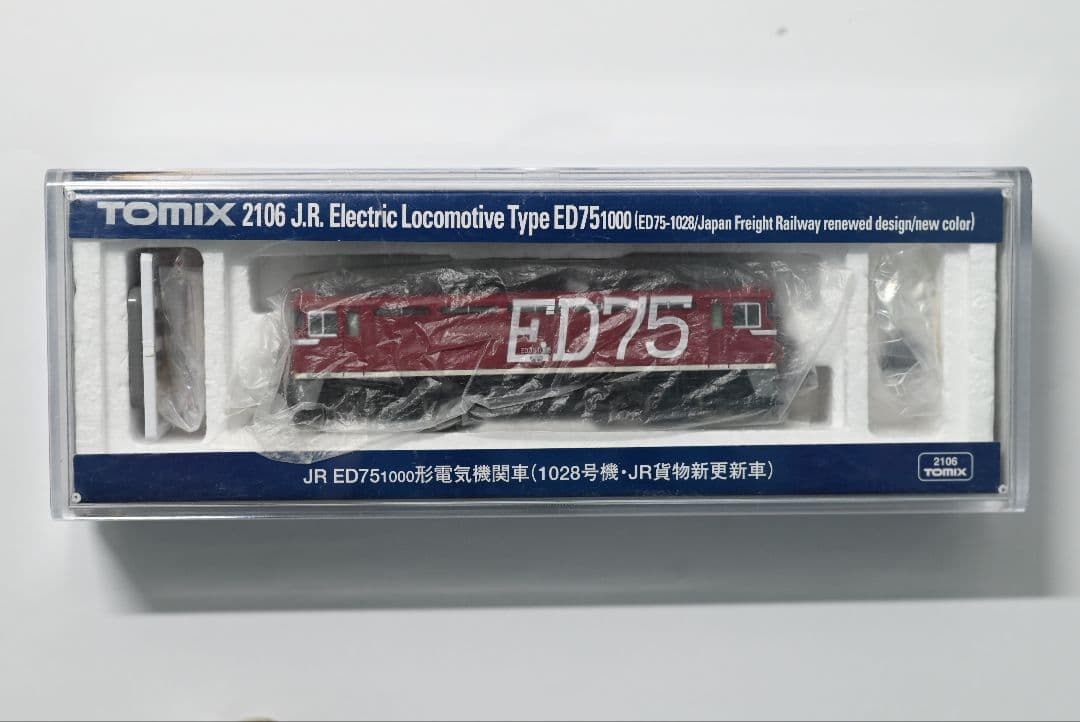 TOMIX 2106 J.R. Electric Locomotive Type ED751000 (ED75-1028/Japan Freight Railway renewed design/new color)
ED75
JR ED751000形電気機関車(1028号機・JR貨物新更新車)
2106
TOMIX